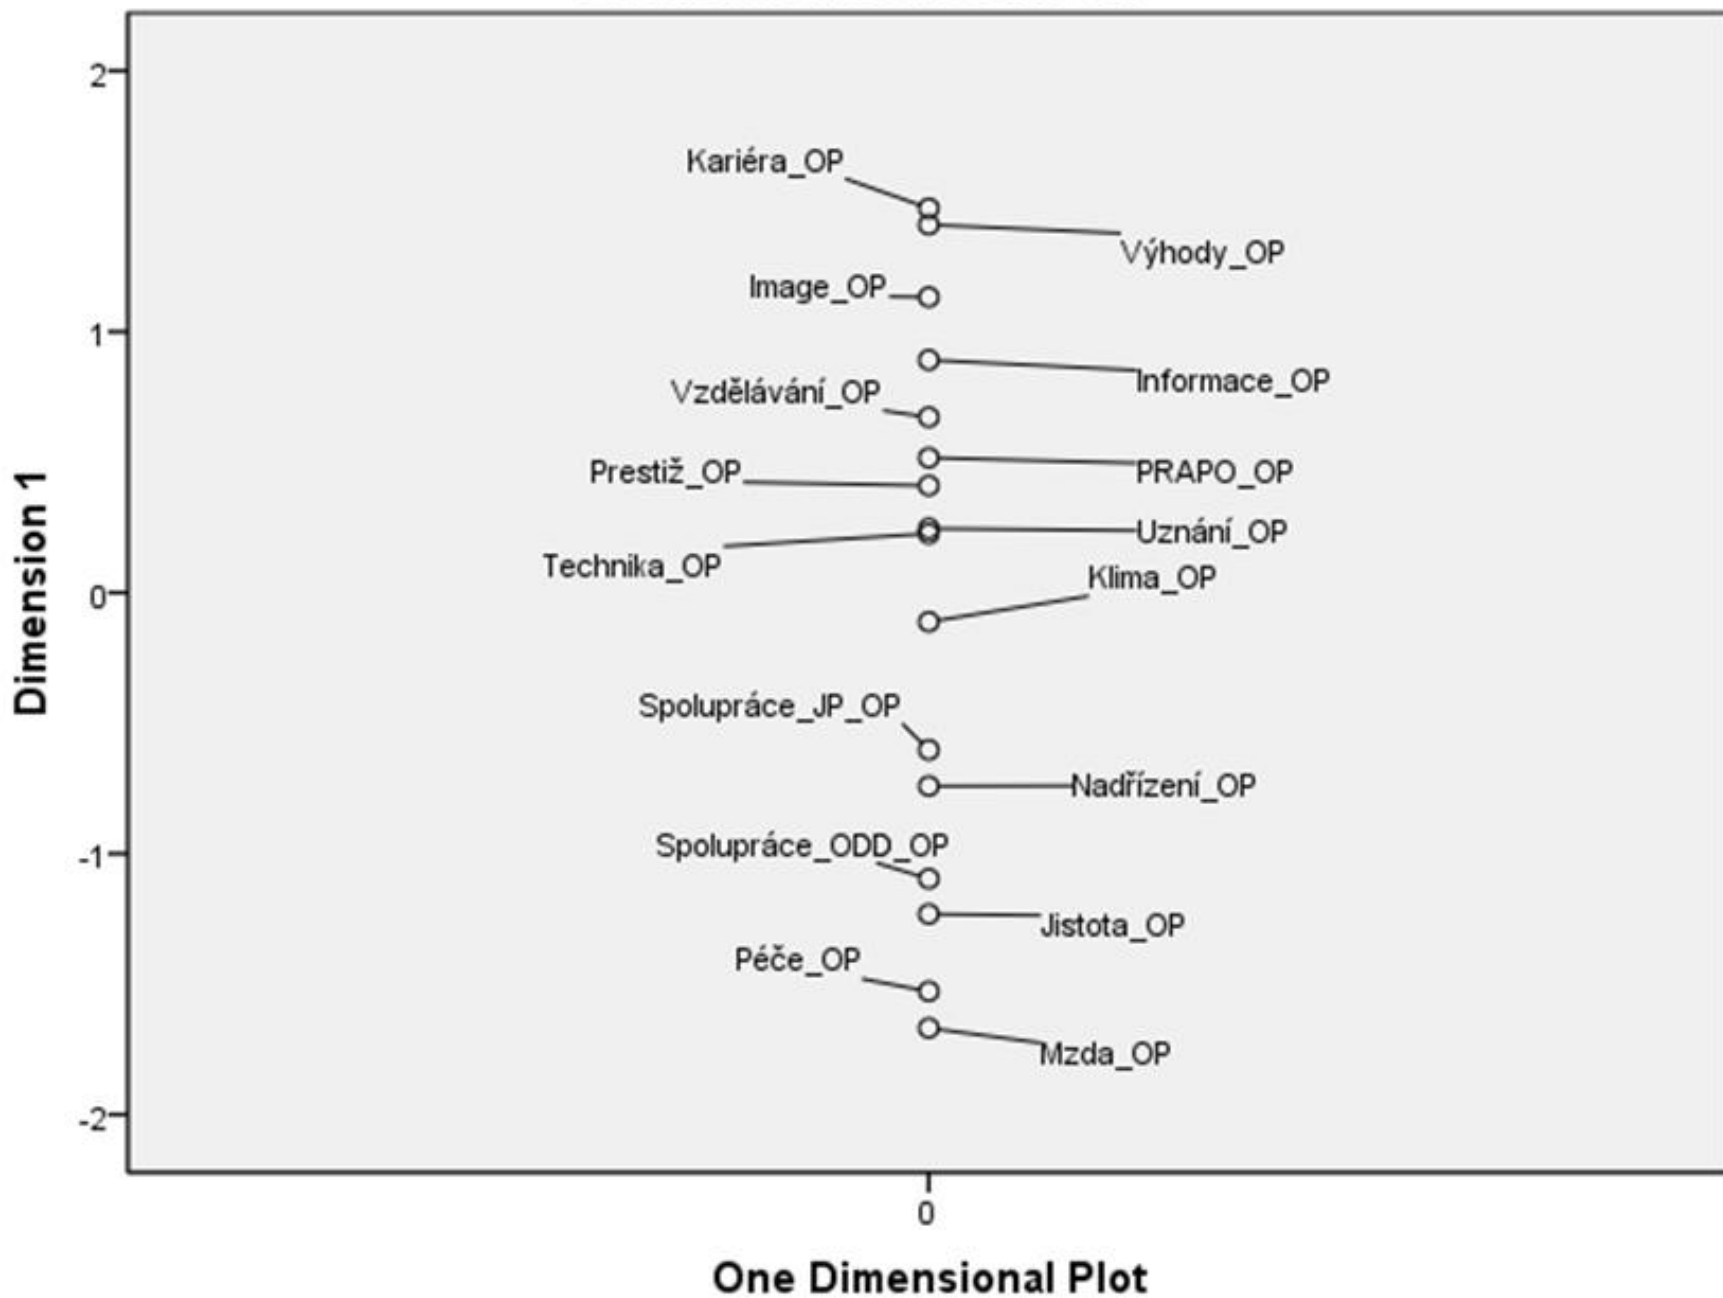 2
Kariéra_OP
Výhody_OP
Image_OP
1
Informace_OP
Vzdělávání_OP
Prestiž_OP
PRAPO_OP
Uznání_OP
Technika_OP
Klima_OP
0
Dimension 1
Spolupráce_JP_OP
Nadřízení_OP
Spolupráce_ODD_OP
-1
Jistota_OP
Péče_OP
Mzda_OP
-2
0
One Dimensional Plot